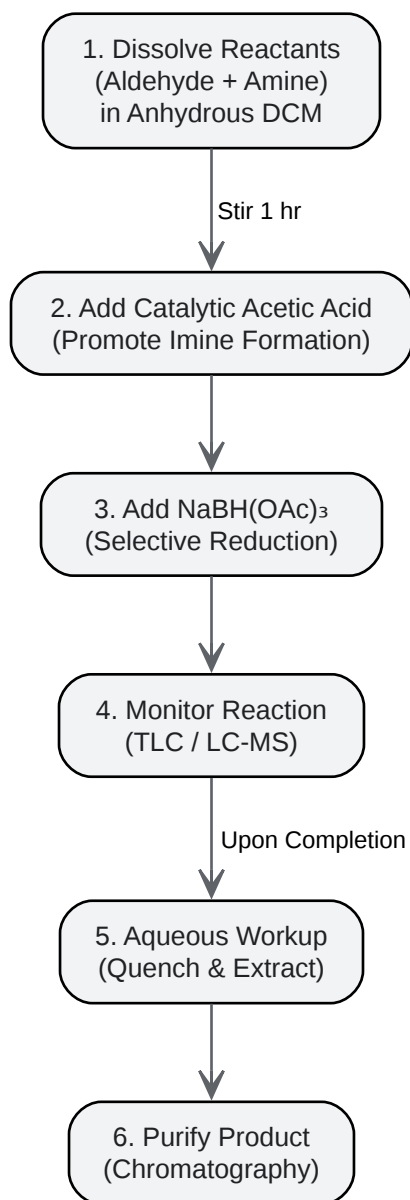 1. Dissolve Reactants
(Aldehyde + Amine)
in Anhydrous DCM
Stir 1 hr
2. Add Catalytic Acetic Acid
(Promote Imine Formation)
3. Add NaBH(OAc)₃
(Selective Reduction)
4. Monitor Reaction
(TLC / LC-MS)
Upon Completion
5. Aqueous Workup
(Quench & Extract)
6. Purify Product
(Chromatography)